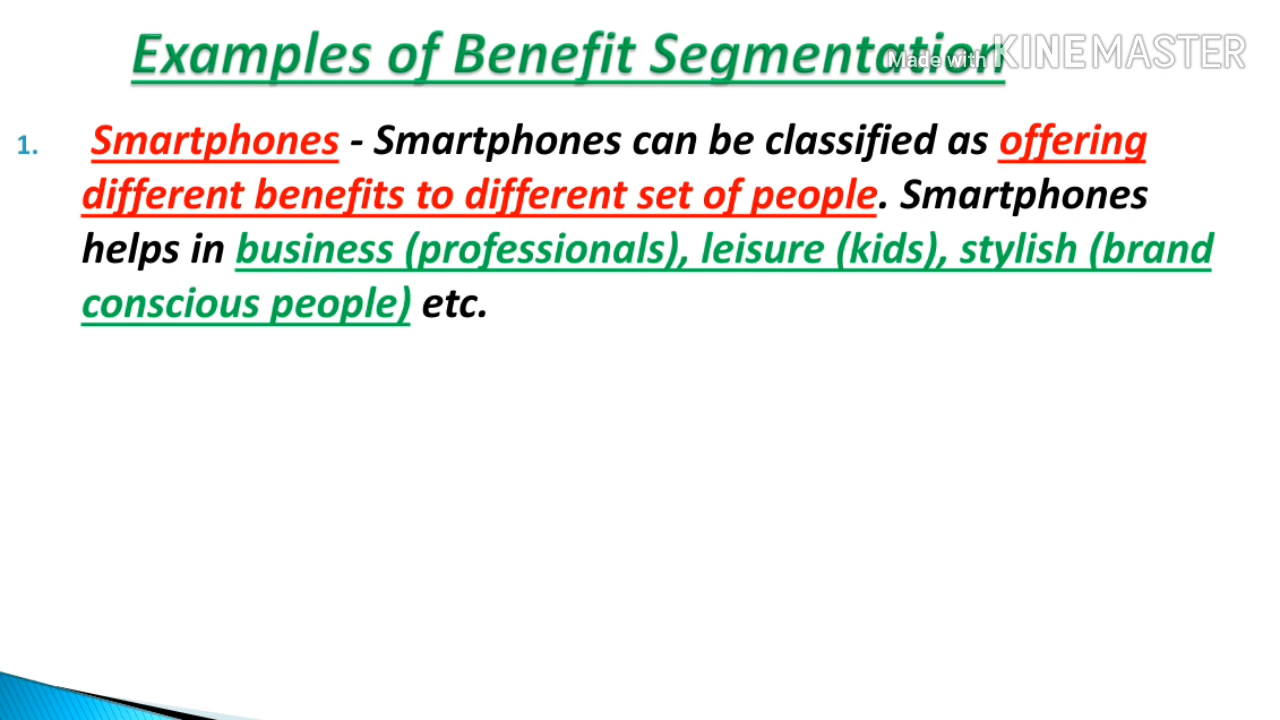 Examples of Benefit Segmentation
Made with KINEMASTER
1. Smartphones - Smartphones can be classified as offering
different benefits to different set of people. Smartphones
helps in business (professionals), leisure (kids), stylish (brand
conscious people) etc.